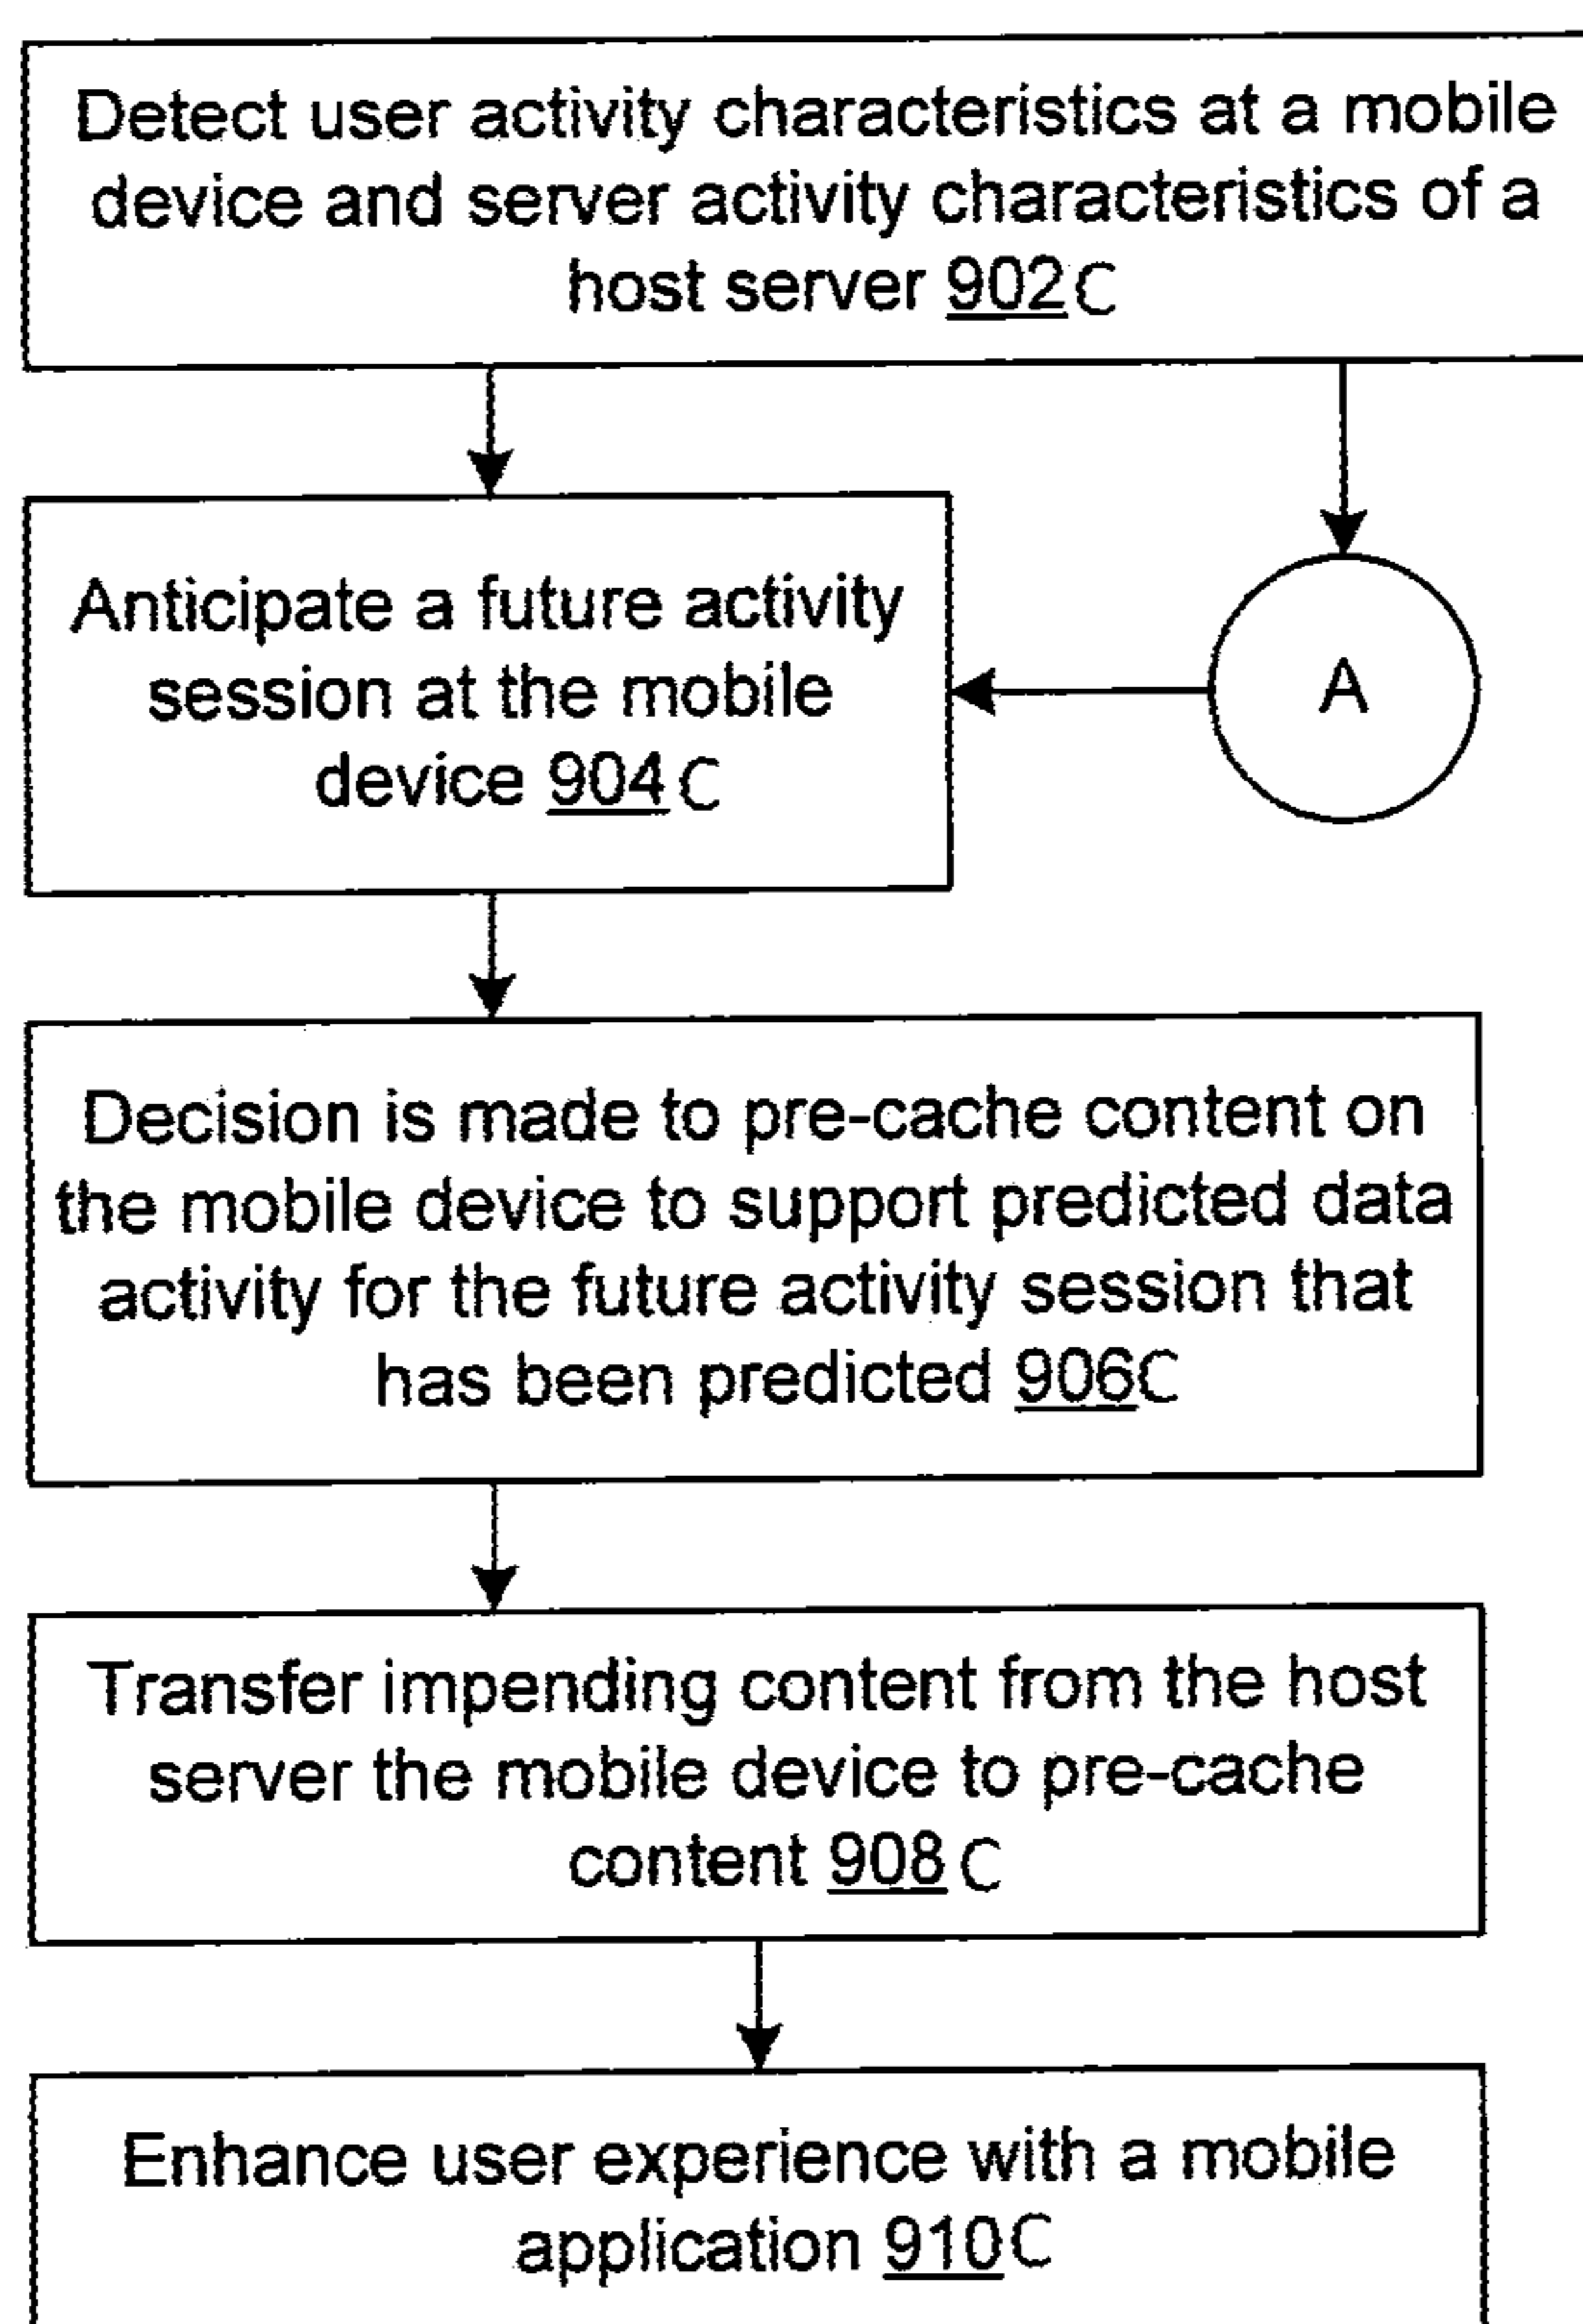 Detect user activity characteristics at a mobile
device and server activity characteristics of a
host server 902C
Anticipate a future activity
session at the mobile
device 904C
A
Decision is made to pre-cache content on
the mobile device to support predicted data
activity for the future activity session that
has been predicted 906C
Transfer impending content from the host
server the mobile device to pre-cache
content 908C
Enhance user experience with a mobile
application 910C